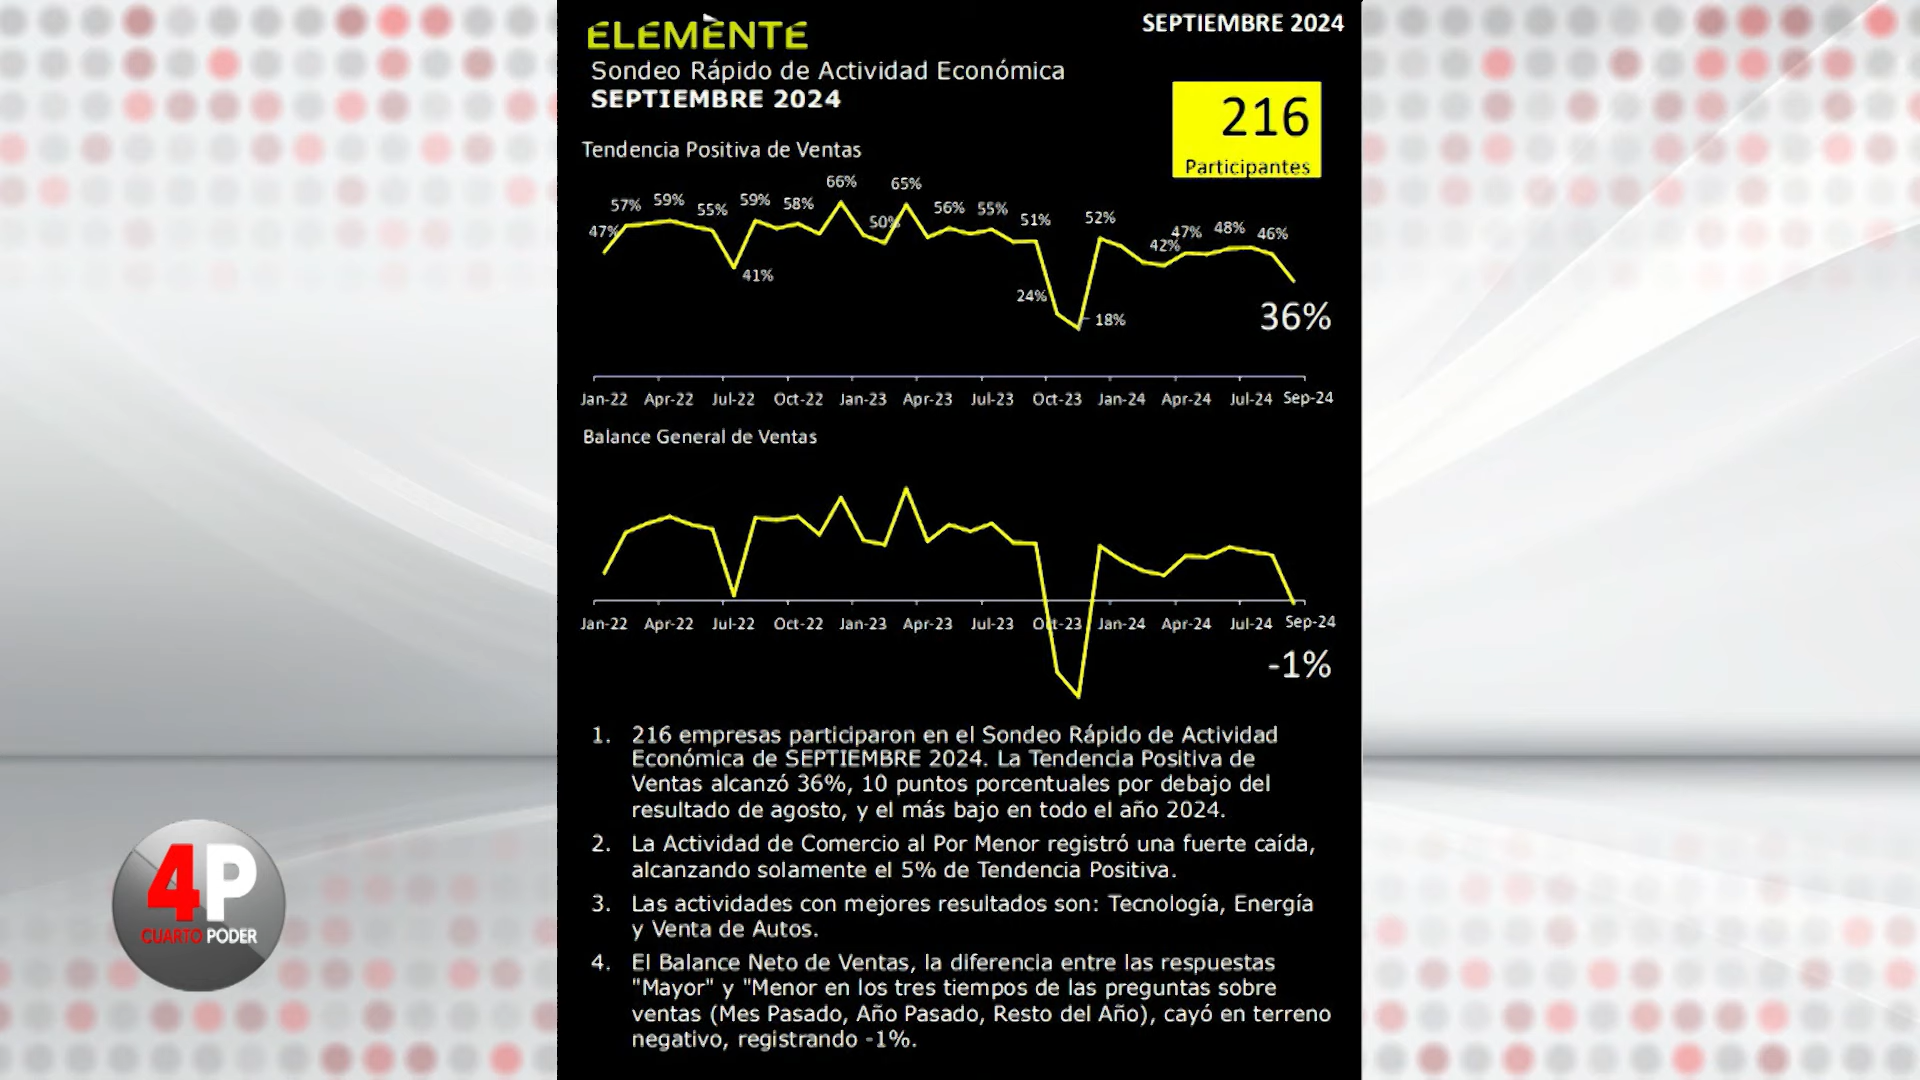 ELEMENTE
SEPTIEMBRE 2024
Sondeo Rápido de Actividad Económica
SEPTIEMBRE 2024
216
Participantes
Tendencia Positiva de Ventas
47% 57% 59% 55% 41% 59% 58% 66% 50% 65% 56% 55% 51% 24% 18% 52% 42% 47% 48% 46%
36%
Jan-22 Apr-22 Jul-22 Oct-22 Jan-23 Apr-23 Jul-23 Oct-23 Jan-24 Apr-24 Jul-24 Sep-24
Balance General de Ventas
Jan-22 Apr-22 Jul-22 Oct-22 Jan-23 Apr-23 Jul-23 Oct-23 Jan-24 Apr-24 Jul-24 Sep-24
-1%
1. 216 empresas participaron en el Sondeo Rápido de Actividad
Económica de SEPTIEMBRE 2024. La Tendencia Positiva de
Ventas alcanzó 36%, 10 puntos porcentuales por debajo del
resultado de agosto, y el más bajo en todo el año 2024.
2. La Actividad de Comercio al Por Menor registró una fuerte caída,
alcanzando solamente el 5% de Tendencia Positiva.
3. Las actividades con mejores resultados son: Tecnología, Energía
y Venta de Autos.
4. El Balance Neto de Ventas, la diferencia entre las respuestas
"Mayor" y "Menor en los tres tiempos de las preguntas sobre
ventas (Mes Pasado, Año Pasado, Resto del Año), cayó en terreno
negativo, registrando -1%.
4P
CUARTO PODER